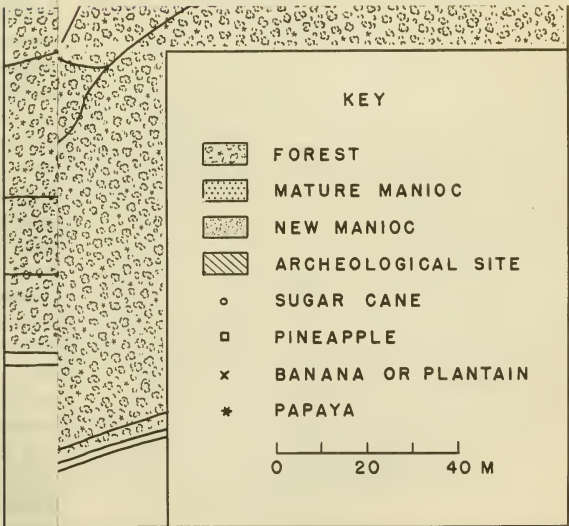 KEY
FOREST
MATURE MANIOC
NEW MANIOC
ARCHEOLOGICAL SITE
SUGAR CANE
PINEAPPLE
BANANA OR PLANTAIN
PAPAYA
0 20 40 M